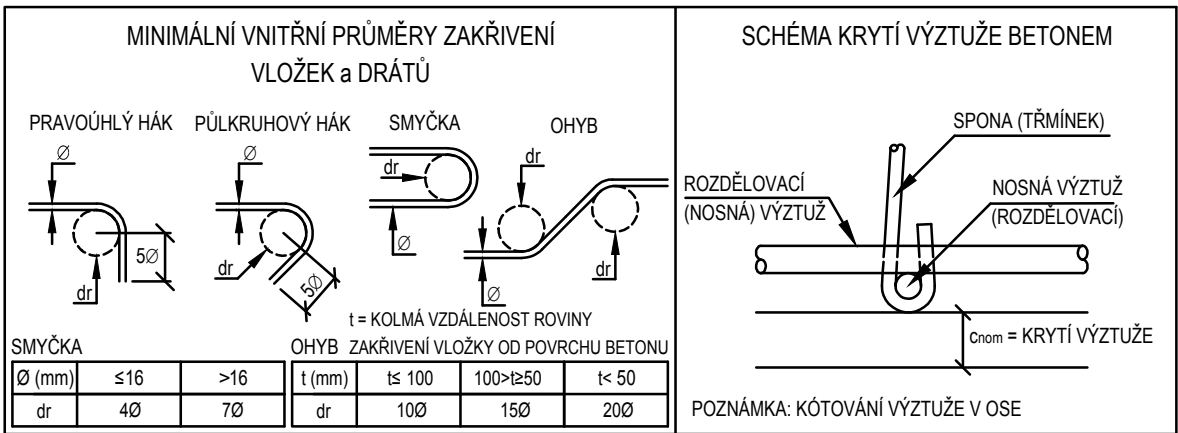 MINIMÁLNÍ VNITŘNÍ PRŮMĚRY ZAKŘIVENÍ
VLOŽEK a DRÁTŮ
PRAVOÚHLÝ HÁK
PŮLKRUHOVÝ HÁK
SMYČKA
OHYB
Ø
5Ø
dr
Ø
dr
5Ø
dr
Ø
dr
Ø
dr
t = KOLMÁ VZDÁLENOST ROVINY
ZAKŘIVENÍ VLOŽKY OD POVRCHU BETONU
SMYČKA
Ø (mm) ≤16 >16
dr 4Ø 7Ø
OHYB
t (mm) t≤ 100 100>t≥50 t< 50
dr 10Ø 15Ø 20Ø
SCHÉMA KRYTÍ VÝZTUŽE BETONEM
SPONA (TŘMÍNEK)
ROZDĚLOVACÍ
(NOSNÁ) VÝZTUŽ
NOSNÁ VÝZTUŽ
(ROZDĚLOVACÍ)
Cnom = KRYTÍ VÝZTUŽE
POZNÁMKA: KÓTOVÁNÍ VÝZTUŽE V OSE